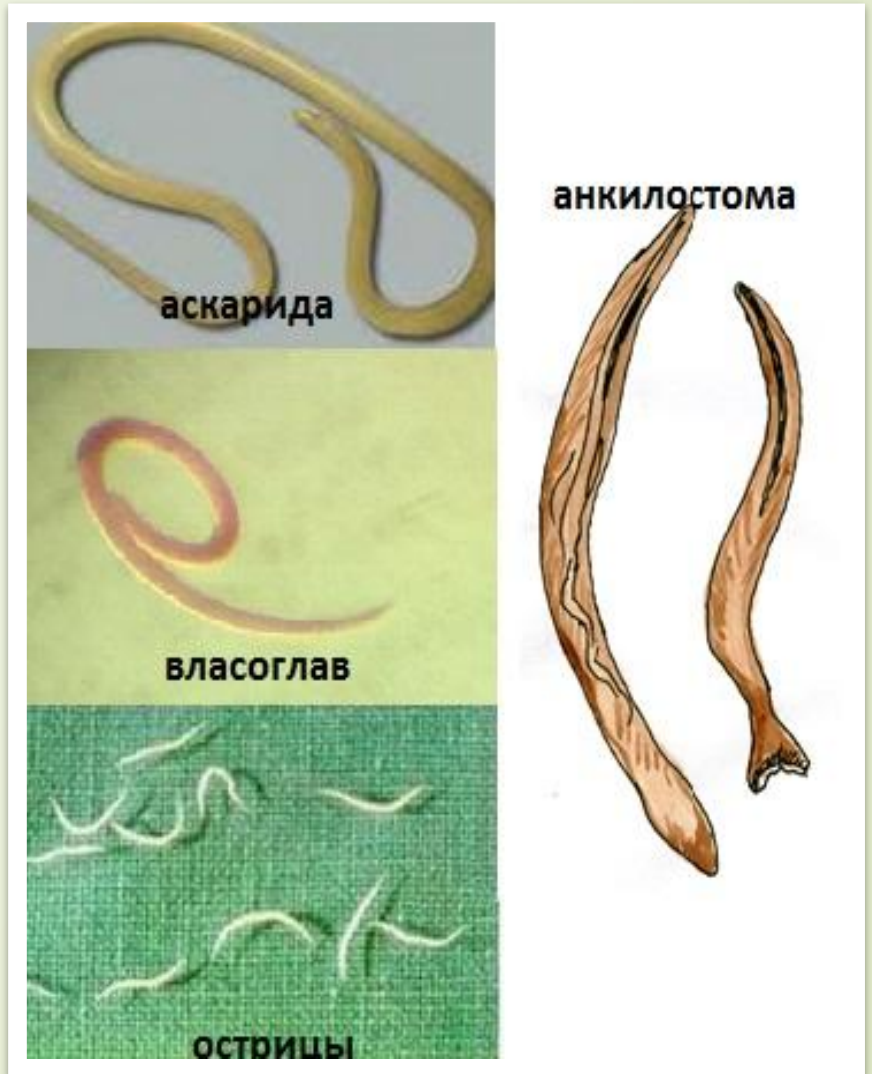 аскарида
анкилостома
власоглав
острицы